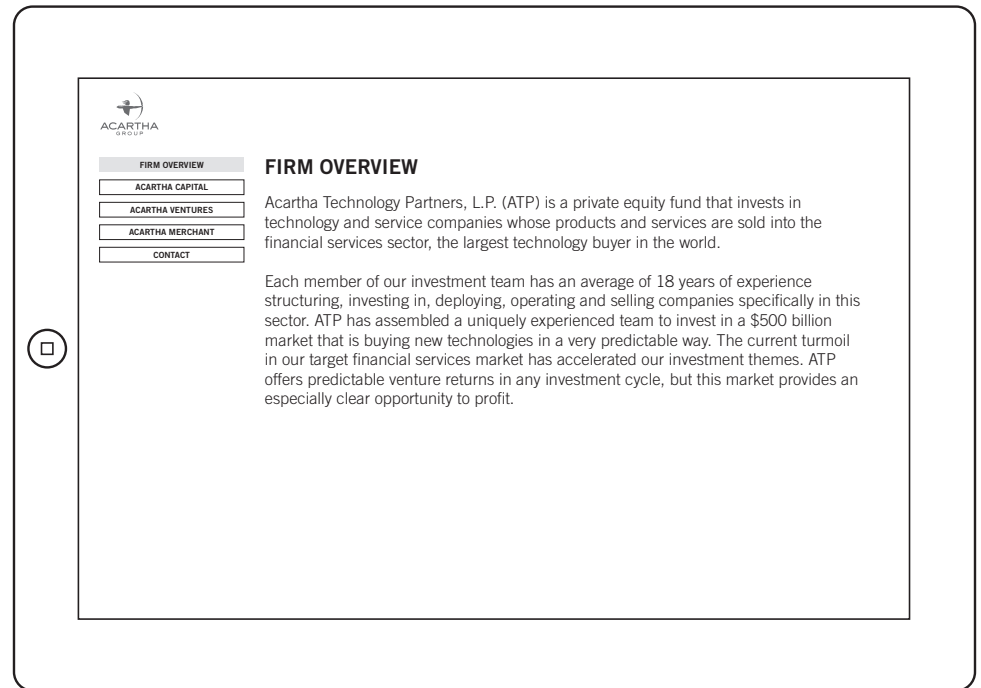 ACARTHA
GROUP
FIRM OVERVIEW
ACARTHA CAPITAL
ACARTHA VENTURES
ACARTHA MERCHANT
CONTACT
FIRM OVERVIEW
Acartha Technology Partners, L.P. (ATP) is a private equity fund that invests in
technology and service companies whose products and services are sold into the
financial services sector, the largest technology buyer in the world.
Each member of our investment team has an average of 18 years of experience
structuring, investing in, deploying, operating and selling companies specifically in this
sector. ATP has assembled a uniquely experienced team to invest in a $500 billion
market that is buying new technologies in a very predictable way. The current turmoil
in our target financial services market has accelerated our investment themes. ATP
offers predictable venture returns in any investment cycle, but this market provides an
especially clear opportunity to profit.